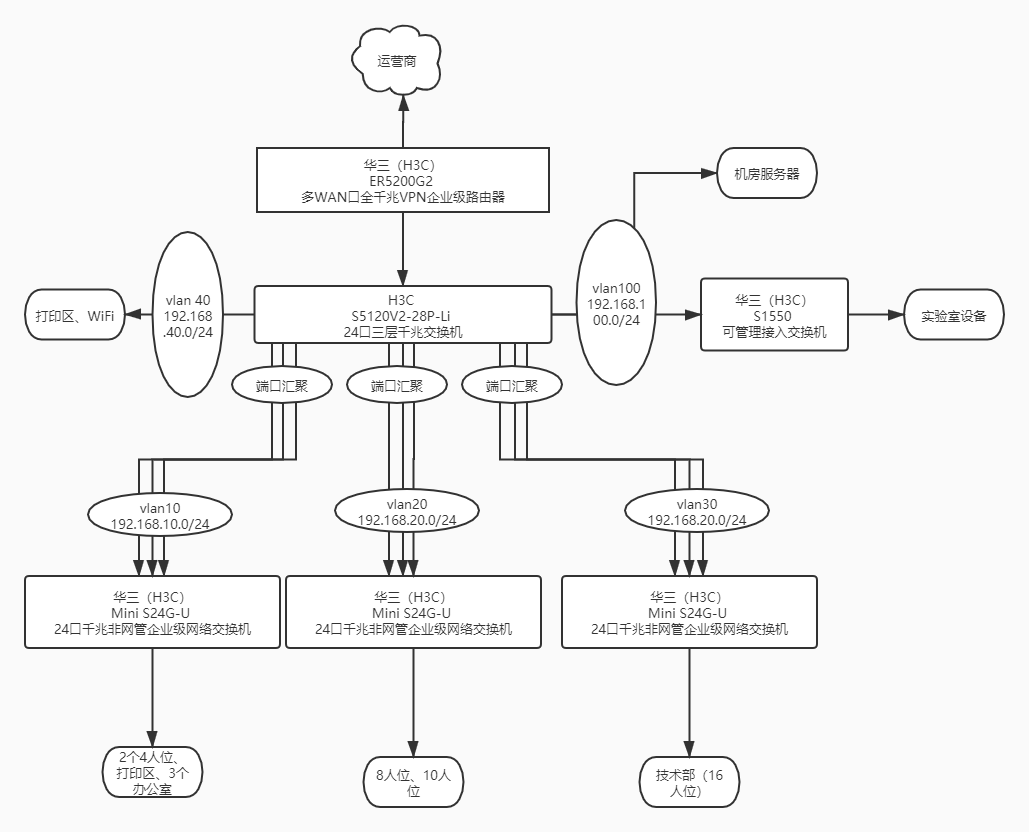 运营商
华三（H3C）
ER5200G2
多WAN口全千兆VPN企业级路由器
机房服务器
vlan 40
192.168
.40.0/24
打印区、WiFi
H3C
S5120V2-28P-Li
24口三层千兆交换机
vlan100
192.168.1
00.0/24
华三（H3C）
S1550
可管理接入交换机
实验室设备
端口汇聚
端口汇聚
端口汇聚
vlan10
192.168.10.0/24
vlan20
192.168.20.0/24
vlan30
192.168.20.0/24
华三（H3C）
Mini S24G-U
24口千兆非网管企业级网络交换机
华三（H3C）
Mini S24G-U
24口千兆非网管企业级网络交换机
华三（H3C）
Mini S24G-U
24口千兆非网管企业级网络交换机
2个4人位、
打印区、3个
办公室
8人位、10人
位
技术部（16
人位）